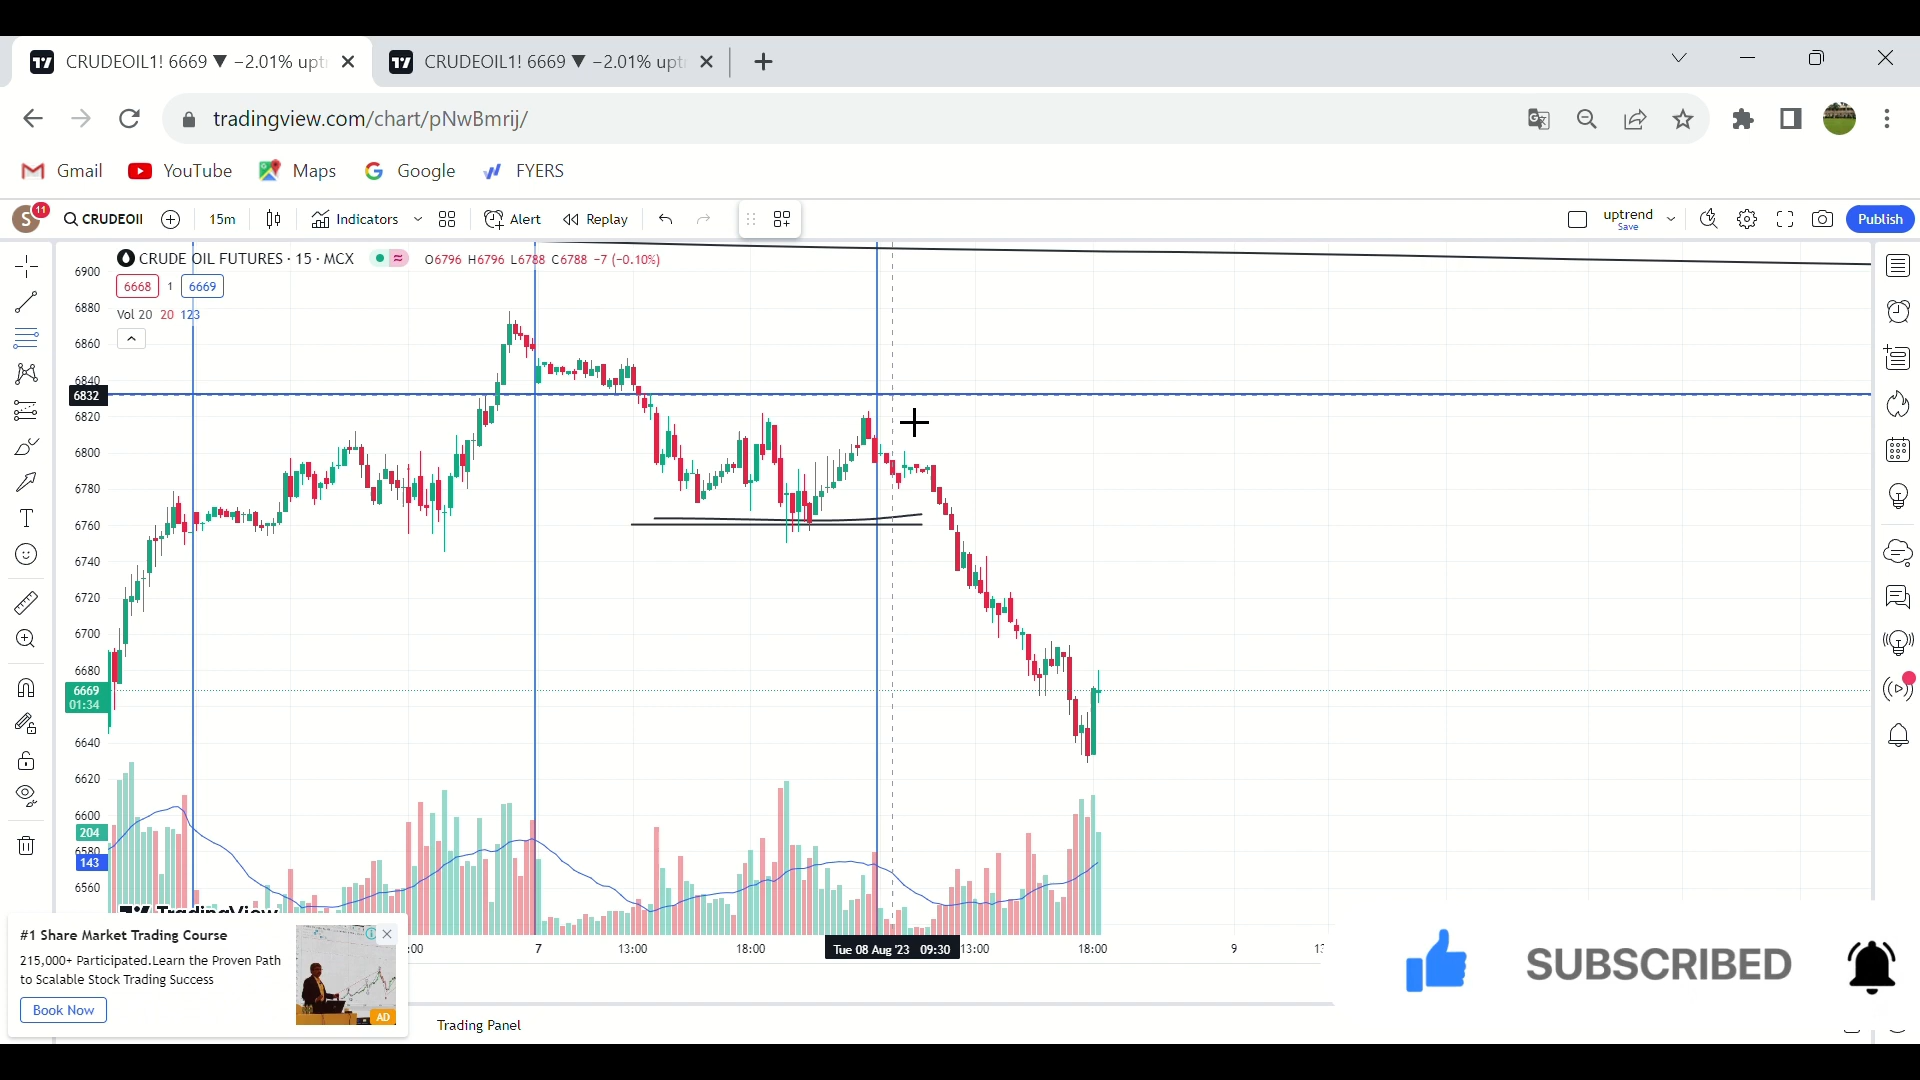 CRUDEOIL1! 6669 ▼ −2.01% upt
CRUDEOIL1! 6669 ▼ −2.01% upt
tradingview.com/chart/pNwBmrij/
Gmail
YouTube
Maps
Google
FYERS
S
11
CRUDEOII
15m
Indicators
Alert
Replay
uptrend
Save
Publish
CRUDE OIL FUTURES · 15 · MCX
O6796 H6796 L6788 C6788 −7 (−0.10%)
6668
1
6669
Vol 20 20 123
6900
6880
6860
6840
6832
6820
6800
6780
6760
6740
6720
6700
6680
6669
01:34
6640
6620
6600
204
6580
143
6560
TradingView
:00
7
13:00
18:00
Tue 08 Aug '23 09:30
13:00
18:00
9
#1 Share Market Trading Course
215,000+ Participated.Learn the Proven Path
to Scalable Stock Trading Success
Book Now
AD
Trading Panel
SUBSCRIBED